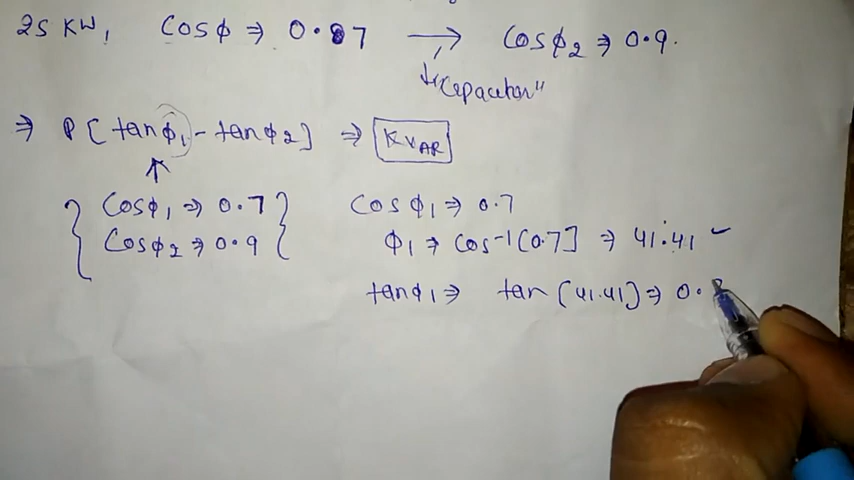 25 KW, Cosϕ ⇒ 0.87 ⟶ Cosϕ2 ⇒ 0.9.
"Capacitor"
⇒ P [ tanϕ1 - tanϕ2 ] ⇒ KVAR
Cosϕ1 ⇒ 0.7
Cosϕ2 ⇒ 0.9
Cosϕ1 ⇒ 0.7
ϕ1 ⇒ Cos-1[0.7] ⇒ 41.41 ✓
tanϕ1 ⇒ tan [41.41] ⇒ 0.